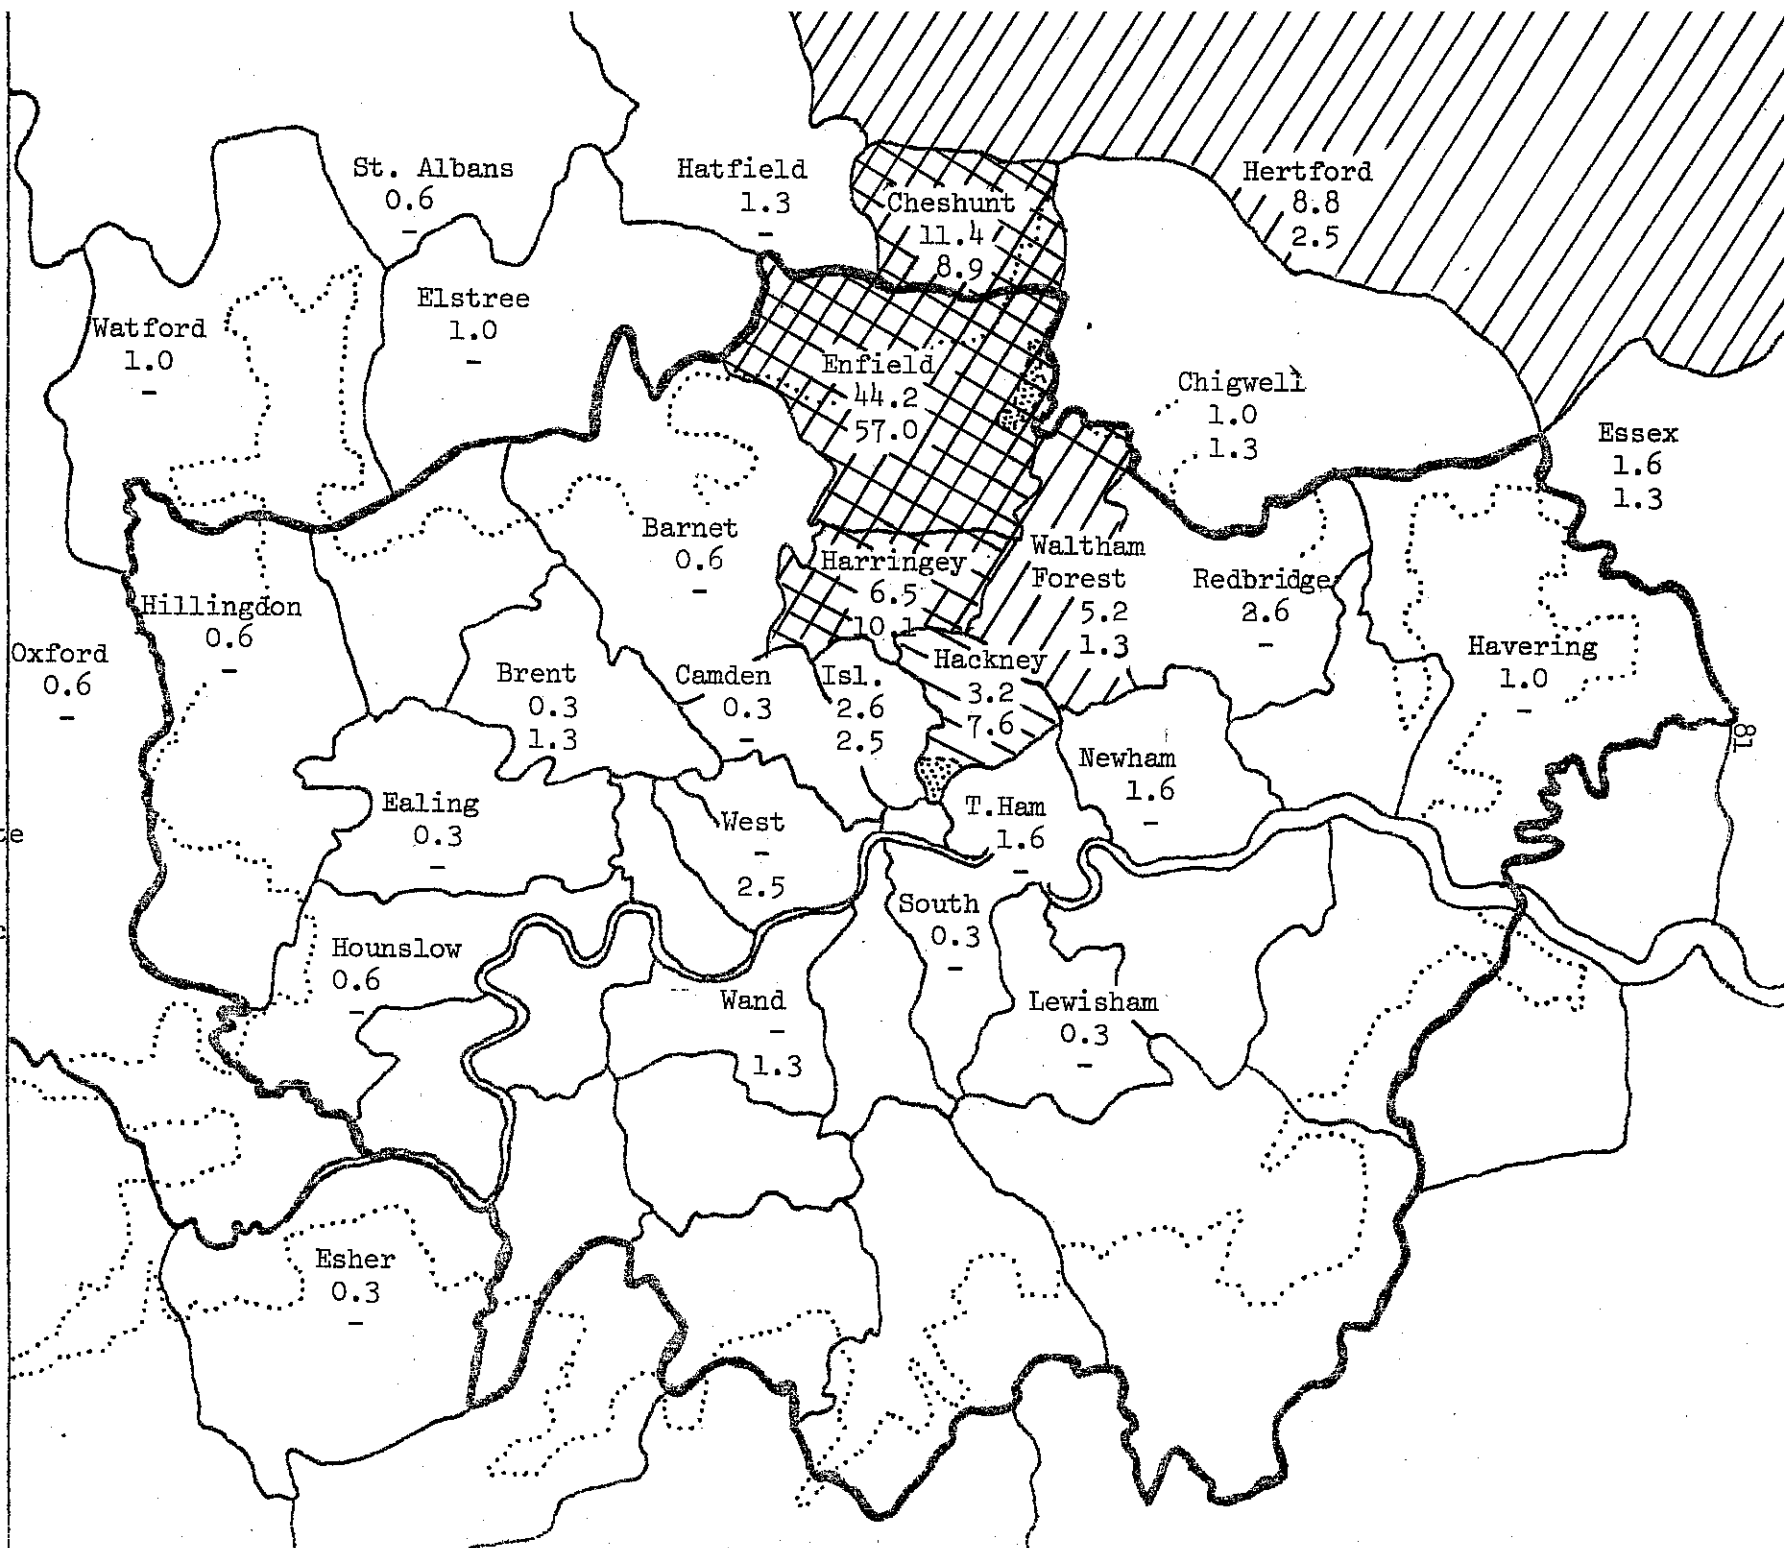 St. Albans
0.6
-
Hatfield
1.3
-
Cheshunt
11.4
8.9
Hertford
8.8
2.5
Watford
1.0
-
Elstree
1.0
-
Enfield
44.2
57.0
Chigwell
1.0
1.3
Essex
1.6
1.3
Barnet
0.6
-
Harringey
6.5
10.1
Waltham
Forest
5.2
1.3
Redbridge
2.6
-
Hillingdon
0.6
-
Oxford
0.6
-
Brent
0.3
1.3
Camden
0.3
-
Isl.
2.6
2.5
Hackney
3.2
7.6
Havering
1.0
-
81
Newham
1.6
-
Ealing
0.3
-
West
-
2.5
T.Ham
1.6
-
te
South
0.3
-
Hounslow
0.6
-
Wand
-
1.3
Lewisham
0.3
-
Esher
0.3
-